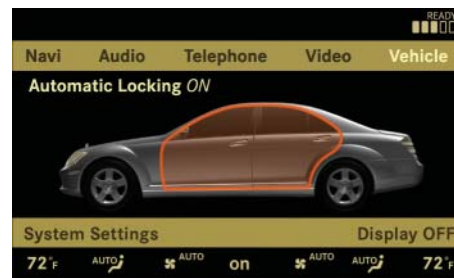 READY
Navi Audio Telephone Video Vehicle
Automatic Locking ON
System Settings Display OFF
72°F AUTO AUTO on AUTO AUTO 72°F